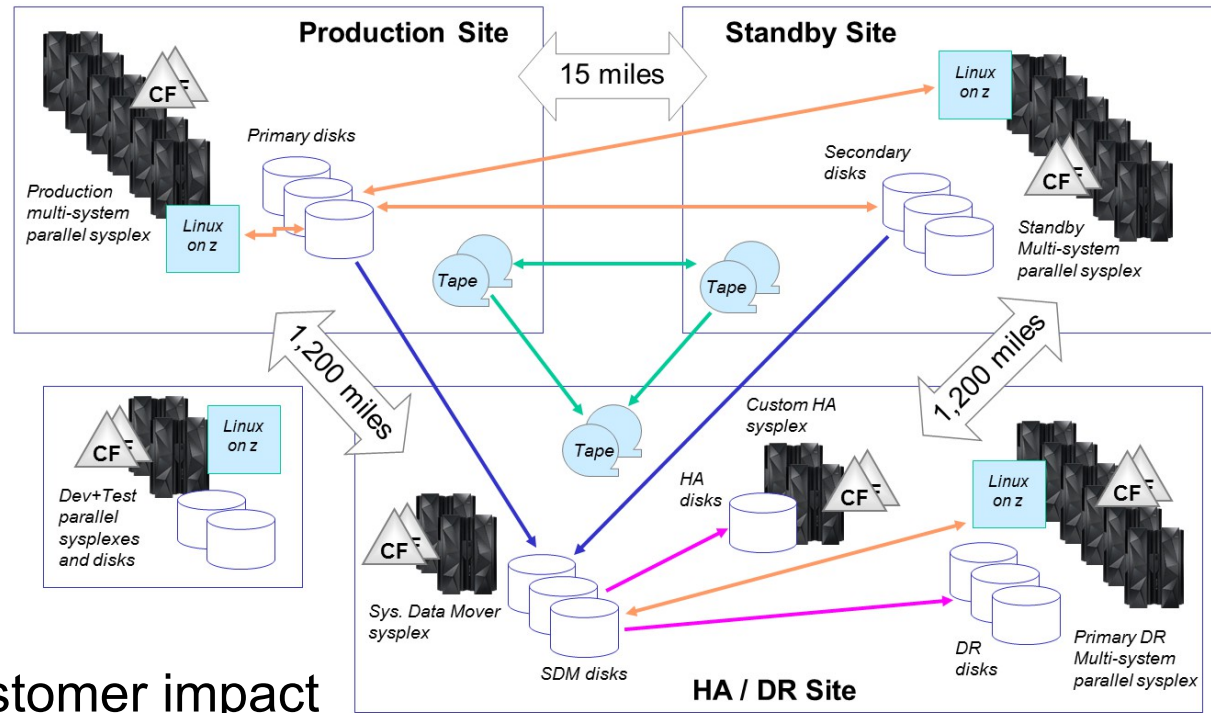 Production Site
Standby Site
15 miles
CF
Primary disks
Production
multi-system
parallel sysplex
Linux
on z
Linux
on z
Secondary
disks
CF
Standby
Multi-system
parallel sysplex
Tape
Tape
1,200 miles
1,200 miles
CF
Linux
on z
Dev+Test
parallel
sysplexes
and disks
Tape
Custom HA
sysplex
HA
disks
CF
CF
Sys. Data Mover
sysplex
SDM disks
Linux
on z
CF
DR
disks
Primary DR
Multi-system
parallel sysplex
HA / DR Site
stomer impact